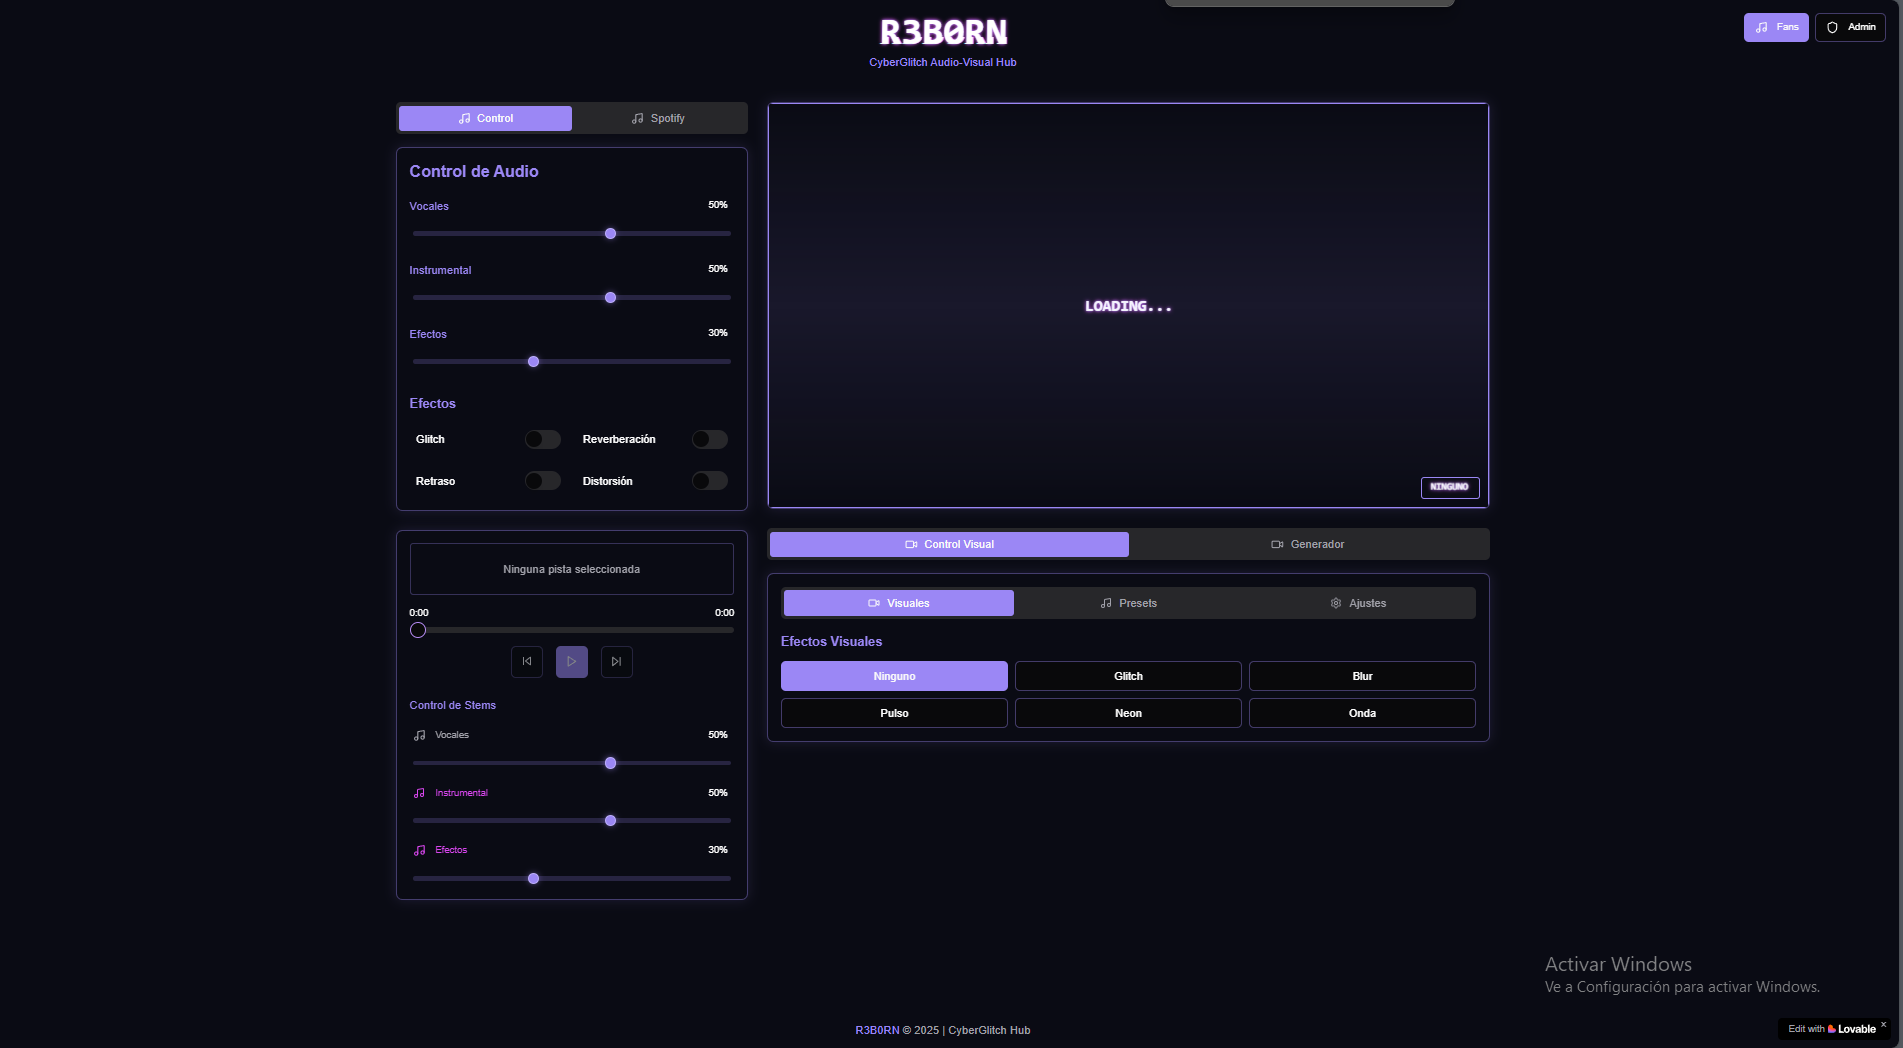 R3B0RN
CyberGlitch Audio-Visual Hub
Fans
Admin
Control
Spotify
Control de Audio
Vocales
50%
Instrumental
50%
Efectos
30%
Efectos
Glitch
Reverberación
Retraso
Distorsión
Ninguna pista seleccionada
0:00
0:00
Control de Stems
Vocales
50%
Instrumental
50%
Efectos
30%
LOADING...
NINGUNO
Control Visual
Generador
Visuales
Presets
Ajustes
Efectos Visuales
Ninguno
Glitch
Blur
Pulso
Neon
Onda
Activar Windows
Ve a Configuración para activar Windows.
R3B0RN © 2025 | CyberGlitch Hub
Edit with Lovable